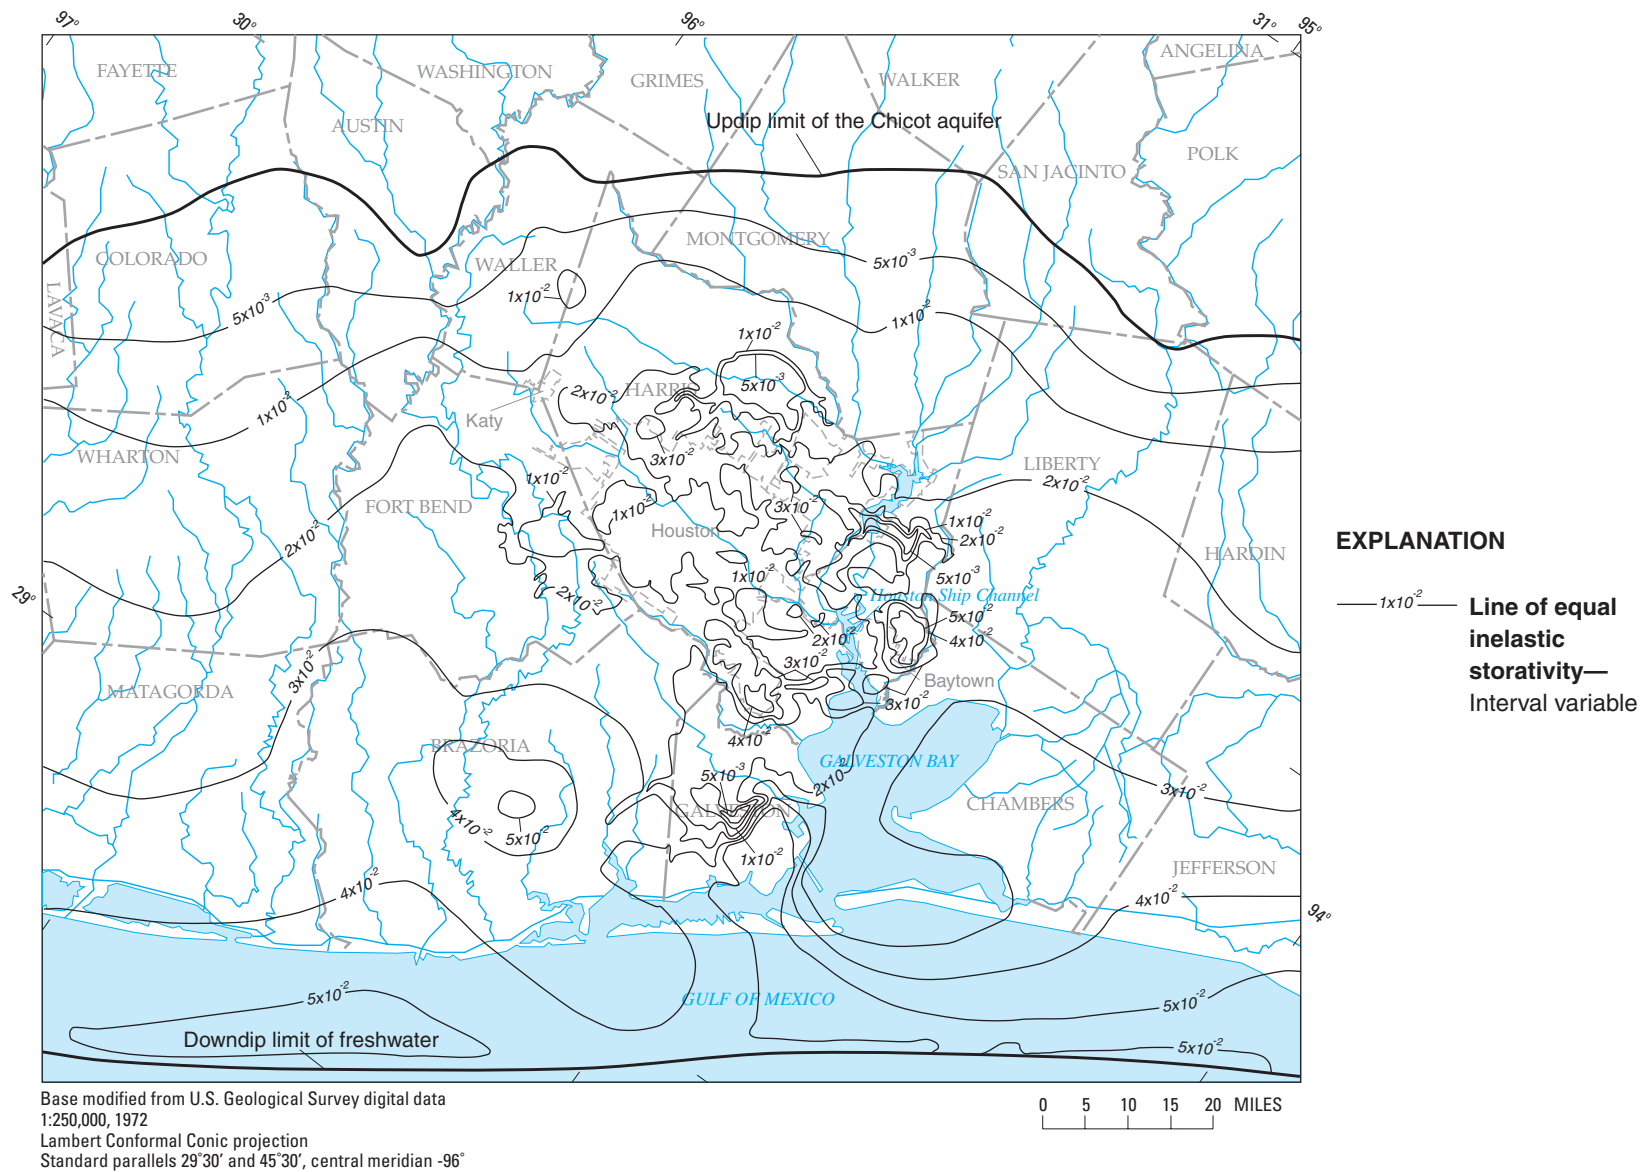 97°
30°
96°
31°
95°
FAYETTE
WASHINGTON
GRIMES
WALKER
ANGELINA
AUSTIN
Updip limit of the Chicot aquifer
POLK
SAN JACINTO
COLORADO
MONTGOMERY
WALLER
5x10-3
LAVACA
1x10-2
5x10-3
1x10-2
1x10-2
5x10-3
HARRIS
2x10-2
1x10-2
Katy
WHARTON
3x10-2
LIBERTY
1x10-2
2x10-2
FORT BEND
1x10-2
3x10-2
Houston
1x10-2
2x10-2
2x10-2
HARDIN
1x10-2
5x10-3
2x10-2
Houston Ship Channel
29°
5x10-2
2x10-2
4x10-2
3x10-2
3x10-2
Baytown
MATAGORDA
3x10-2
4x10-2
BRAZORIA
GALVESTON BAY
5x10-3
2x10-2
3x10-2
CHAMBERS
GALVESTON
4x10-2
5x10-2
1x10-2
JEFFERSON
4x10-2
4x10-2
94°
5x10-2
GULF OF MEXICO
5x10-2
Downdip limit of freshwater
5x10-2
EXPLANATION
1x10-2
Line of equal
inelastic
storativity—
Interval variable
Base modified from U.S. Geological Survey digital data
1:250,000, 1972
Lambert Conformal Conic projection
Standard parallels 29°30' and 45°30', central meridian -96°
0 5 10 15 20 MILES